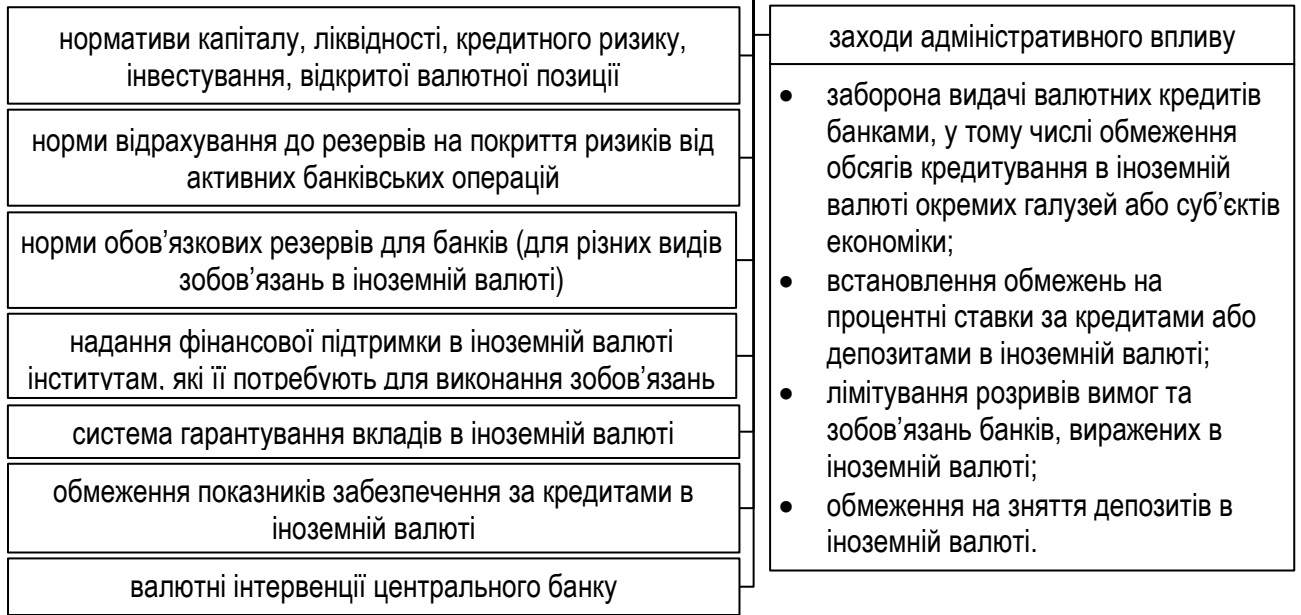 нормативи капіталу, ліквідності, кредитного ризику,
інвестування, відкритої валютної позиції
норми відрахування до резервів на покриття ризиків від
активних банківських операцій
норми обов’язкових резервів для банків (для різних видів
зобов’язань в іноземній валюті)
надання фінансової підтримки в іноземній валюті
інститутам, які її потребують для виконання зобов’язань
система гарантування вкладів в іноземній валюті
обмеження показників забезпечення за кредитами в
іноземній валюті
валютні інтервенції центрального банку
заходи адміністративного впливу
• заборона видачі валютних кредитів
банками, у тому числі обмеження
обсягів кредитування в іноземній
валюті окремих галузей або суб’єктів
економіки;
• встановлення обмежень на
процентні ставки за кредитами або
депозитами в іноземній валюті;
• лімітування розривів вимог та
зобов’язань банків, виражених в
іноземній валюті;
• обмеження на зняття депозитів в
іноземній валюті.